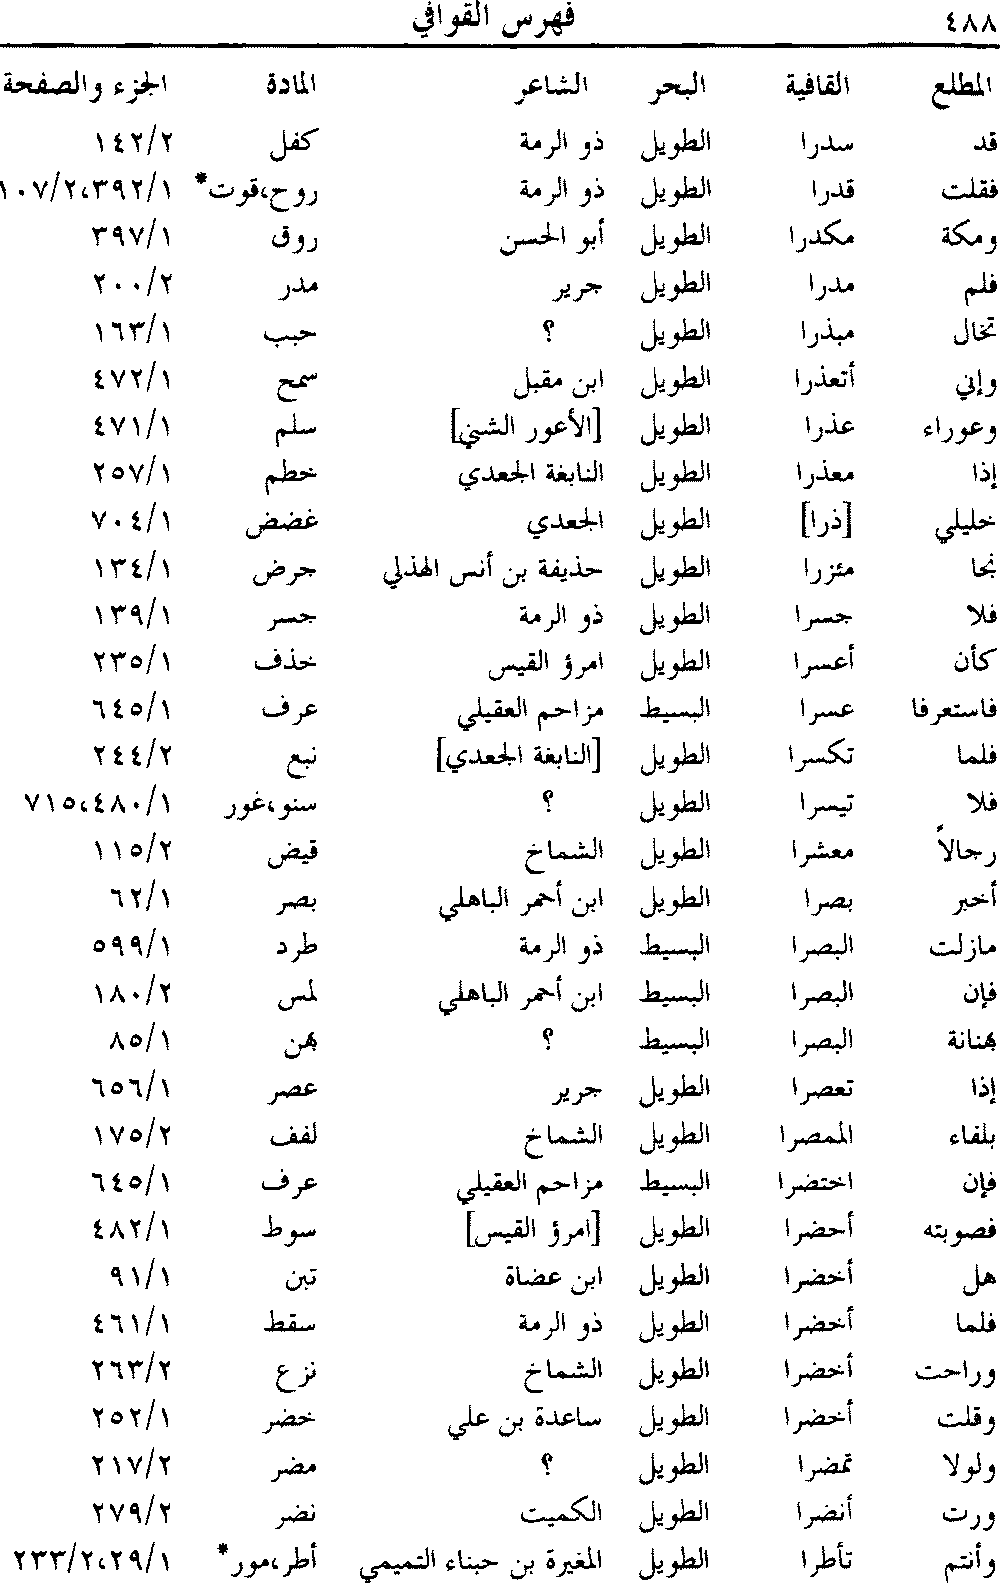 ٤٨٨ فهرس القوافي
المطلع القافية البحر الشاعر المادة الجزء والصفحة
قد سدرا الطويل ذو الرمة كفل ١٤٢/٢
فقلت قدرا الطويل ذو الرمة روح،قوت* ١٠٧/٢،٣٩٢/١
ومكة مكدرا الطويل أبو الحسن روق ٣٩٧/١
فلم مدرا الطويل جرير مدر ٢٠٠/٢
تخال مبذرا الطويل ؟ حبب ١٦٣/١
وإني أتعذرا الطويل ابن مقبل سمح ٤٧٢/١
وعوراء عذرا الطويل [الأعور الشني] سلم ٤٧١/١
إذا معذرا الطويل النابغة الجعدي خطم ٢٥٧/١
خليلي [ذرا] الطويل الجعدي غضض ٧٠٤/١
نجا مئزرا الطويل حذيفة بن أنس الهذلي جرض ١٣٤/١
فلا جسرا الطويل ذو الرمة جسر ١٣٩/١
كأن أعسرا الطويل امرؤ القيس خذف ٢٣٥/١
فاستعرفا عسرا البسيط مزاحم العقيلي عرف ٦٤٥/١
فلما تكسرا الطويل [النابغة الجعدي] نبع ٢٤٤/٢
فلا تيسرا الطويل ؟ سنو،غور ٧١٥،٤٨٠/١
رحالاً معشرا الطويل الشماخ قيض ١١٥/٢
أخبر بصرا الطويل ابن أحمر الباهلي بصر ٦٢/١
مازلت البصرا البسيط ذو الرمة طرد ٥٩٩/١
فإن البصرا البسيط ابن أحمر الباهلي لمس ١٨٠/٢
بهنانة البصرا البسيط ؟ بهن ٨٥/١
إذا تعصرا الطويل جرير عصر ٦٥٦/١
بلفاء الممصرا الطويل الشماخ لفف ١٧٥/٢
فإن اختضرا البسيط مزاحم العقيلي عرف ٦٤٥/١
فصوبته أحضرا الطويل [امرؤ القيس] سوط ٤٨٢/١
هل أخضرا الطويل ابن عضاة تبن ٩١/١
فلما أخضرا الطويل ذو الرمة سقط ٤٦١/١
وراحت أخضرا الطويل الشماخ نزع ٢٦٣/٢
وقلت أخضرا الطويل ساعدة بن علي خضر ٢٥٢/١
ولولا تمضرا الطويل ؟ مضر ٢١٧/٢
ورت أنضرا الطويل الكميت نضر ٢٧٩/٢
وأنتم تأطرا الطويل المغيرة بن حبناء التميمي أطر،مور* ٢٣٣/٢،٢٩/١